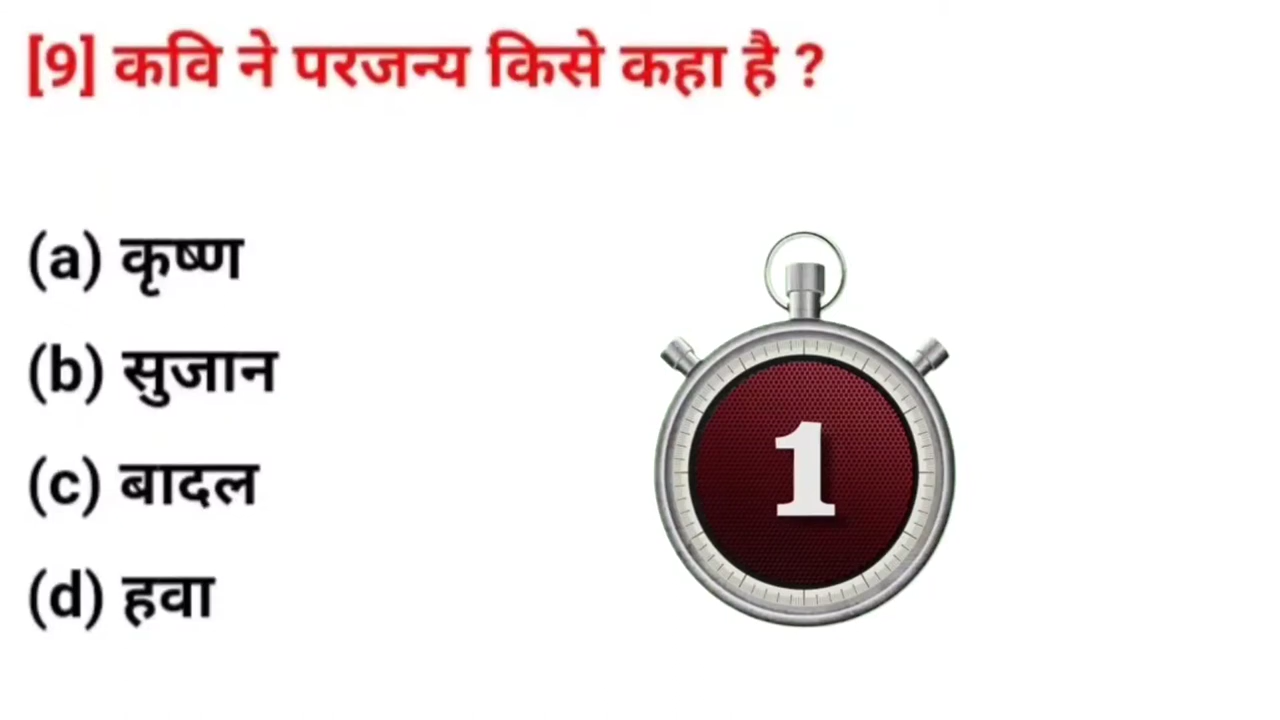 [9] कवि ने परजन्य किसे कहा है ?
(a) कृष्ण
(b) सुजान
(c) बादल
(d) हवा
1